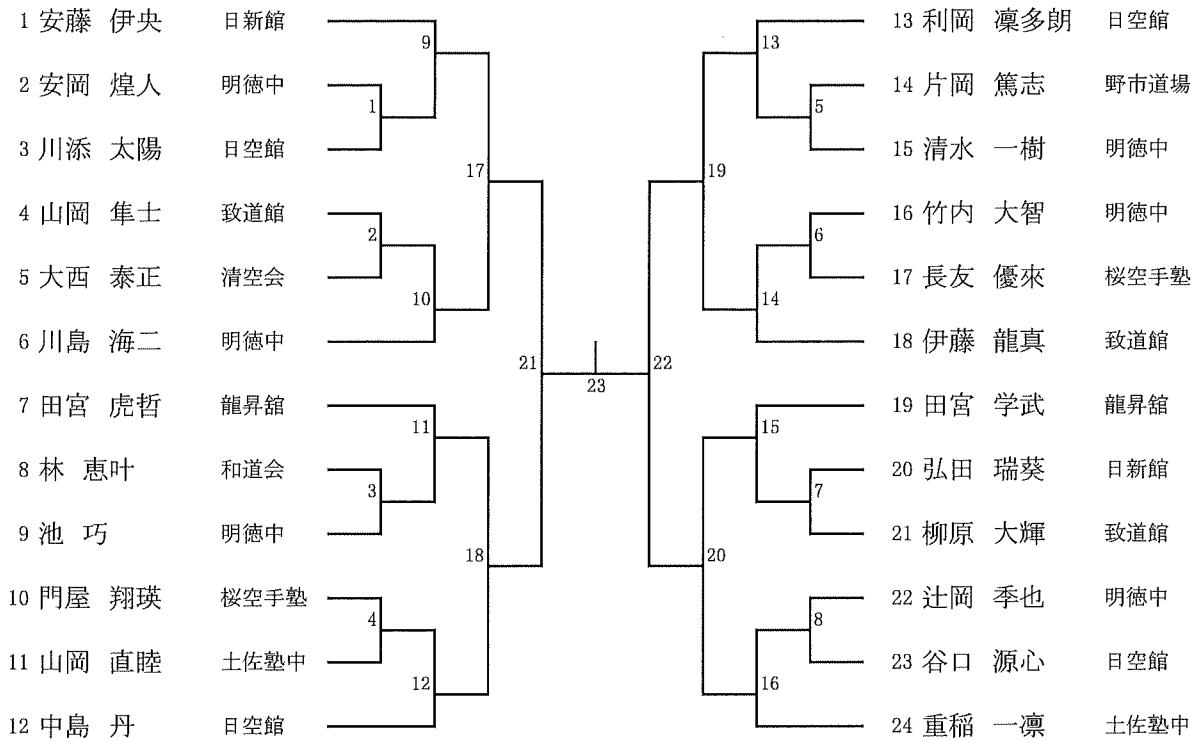 1 安藤 伊央 日新館
2 安岡 煌人 明徳中
3 川添 太陽 日空館
4 山岡 隼士 致道館
5 大西 泰正 清空会
6 川島 海二 明徳中
7 田宮 虎哲 龍昇舘
8 林 恵叶 和道会
9 池 巧 明徳中
10 門屋 翔瑛 桜空手塾
11 山岡 直睦 土佐塾中
12 中島 丹 日空館
9
1
17
2
10
21
11
3
18
4
12
23
22
13
5
19
6
14
15
7
20
8
16
13 利岡 凜多朗 日空館
14 片岡 篤志 野市道場
15 清水 一樹 明徳中
16 竹内 大智 明徳中
17 長友 優來 桜空手塾
18 伊藤 龍真 致道館
19 田宮 学武 龍昇舘
20 弘田 瑞葵 日新館
21 柳原 大輝 致道館
22 辻岡 季也 明徳中
23 谷口 源心 日空館
24 重稲 一凛 土佐塾中